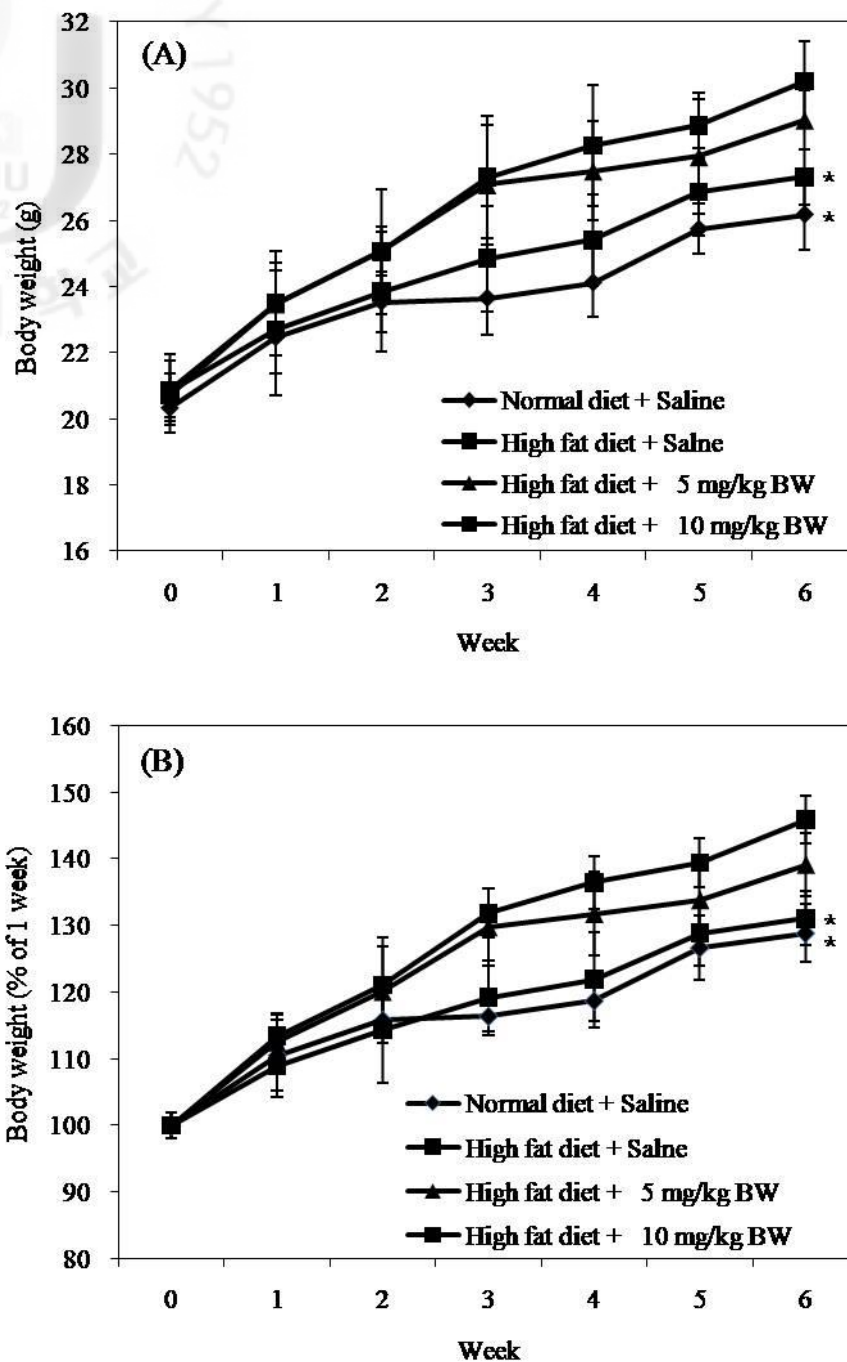 Y 1952
(A)
32
30
28
26
24
22
20
18
16
Body weight (g)
Normal diet + Saline
High fat diet + Salne
High fat diet + 5 mg/kg BW
High fat diet + 10 mg/kg BW
*
*
0 1 2 3 4 5 6
Week
(B)
160
150
140
130
120
110
100
90
80
Body weight (% of 1 week)
Normal diet + Saline
High fat diet + Salne
High fat diet + 5 mg/kg BW
High fat diet + 10 mg/kg BW
*
*
0 1 2 3 4 5 6
Week